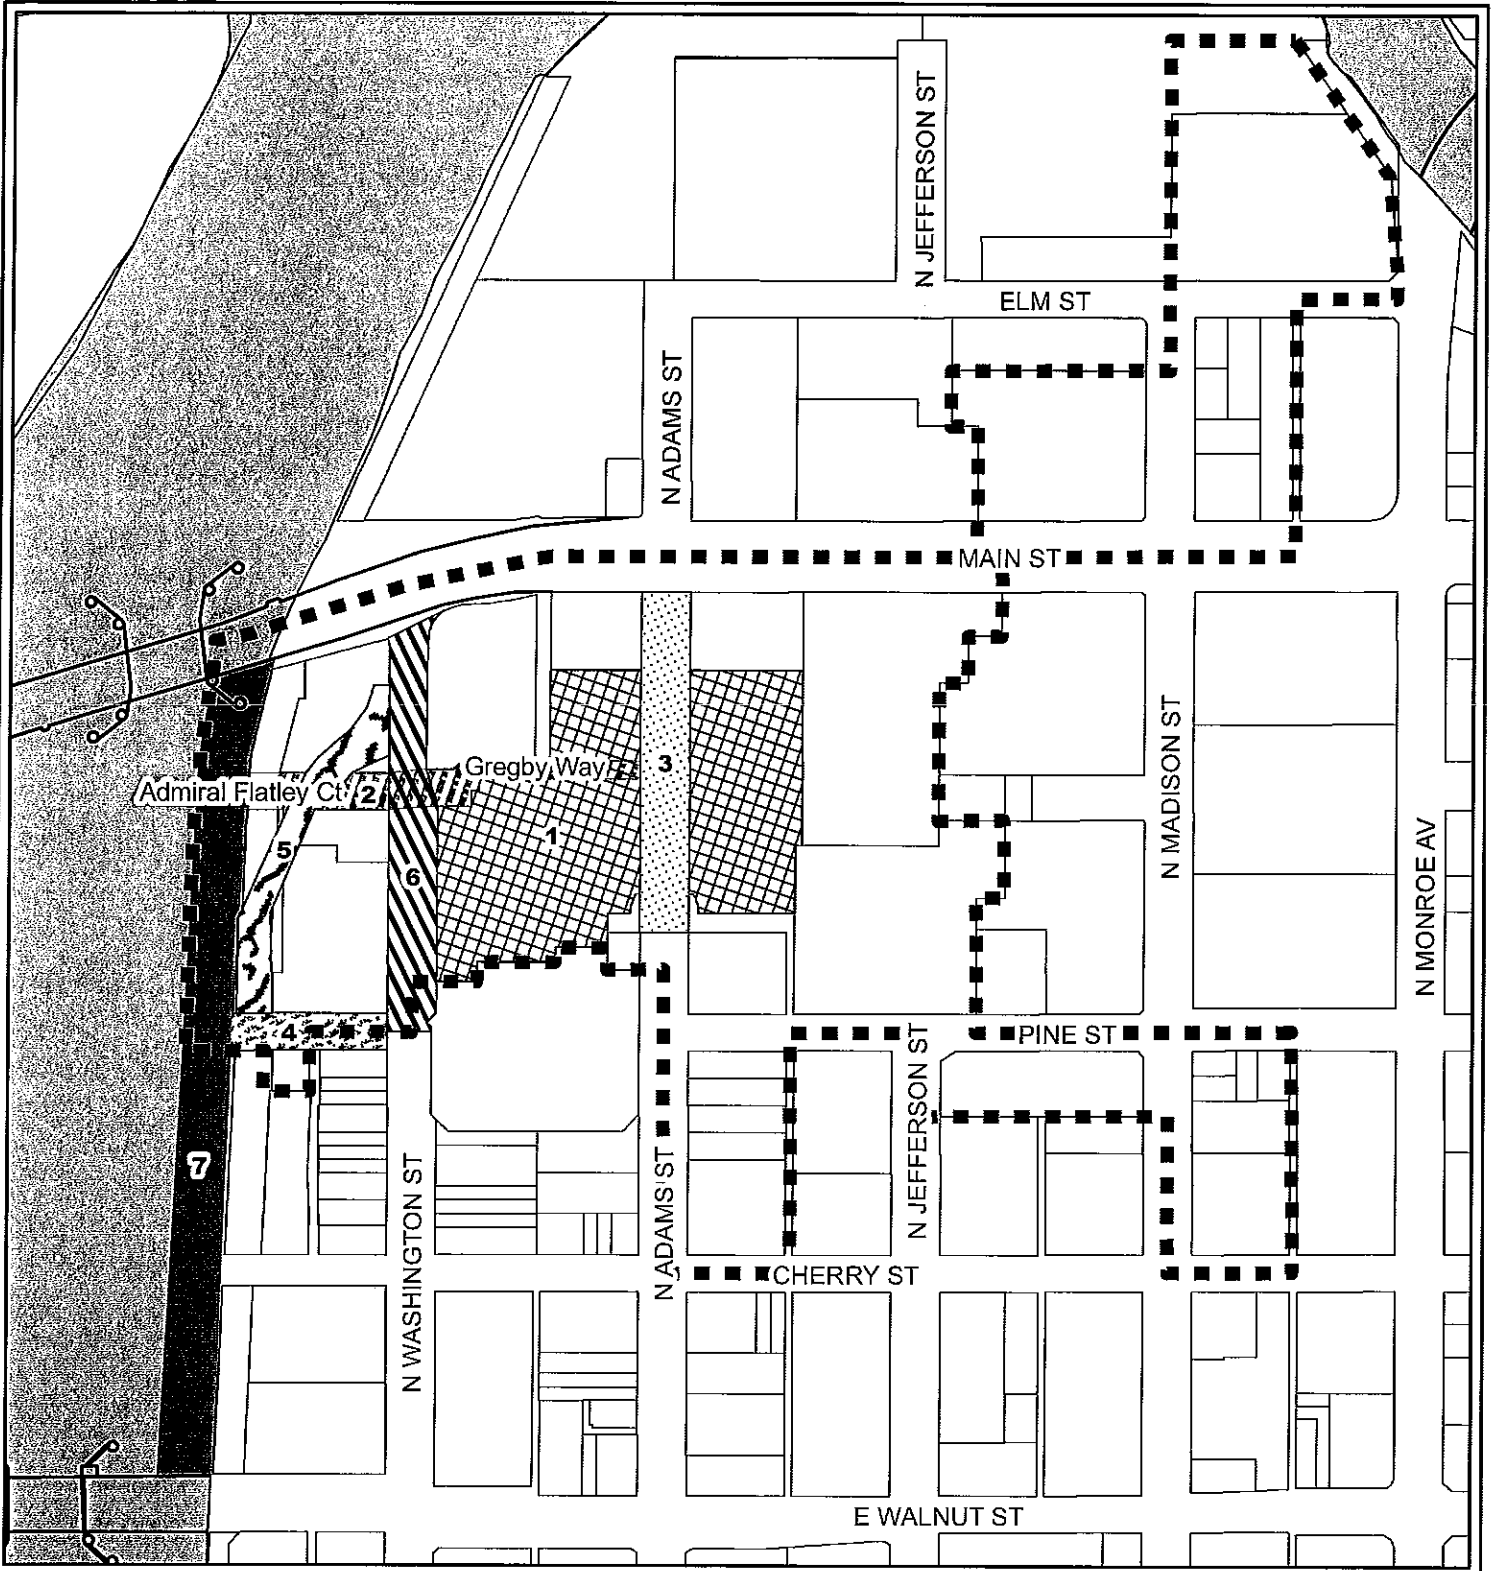 N JEFFERSON ST
ELM ST
N ADAMS ST
MAIN ST
N MADISON ST
Gregby Way
3
Admiral Flatley Ct
2
1
5
6
N MONROE AV
4
PINE ST
N JEFFERSON ST
7
N WASHINGTON ST
N ADAMS ST
CHERRY ST
E WALNUT ST